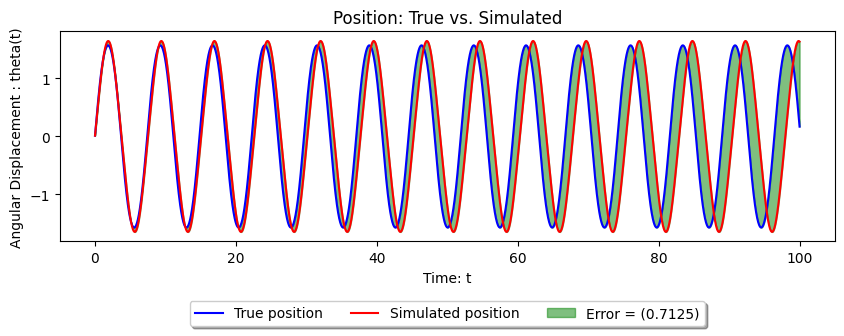 Position: True vs. Simulated
Angular Displacement : theta(t)
1
0
−1
0 20 40 60 80 100
Time: t
True position Simulated position Error = (0.7125)